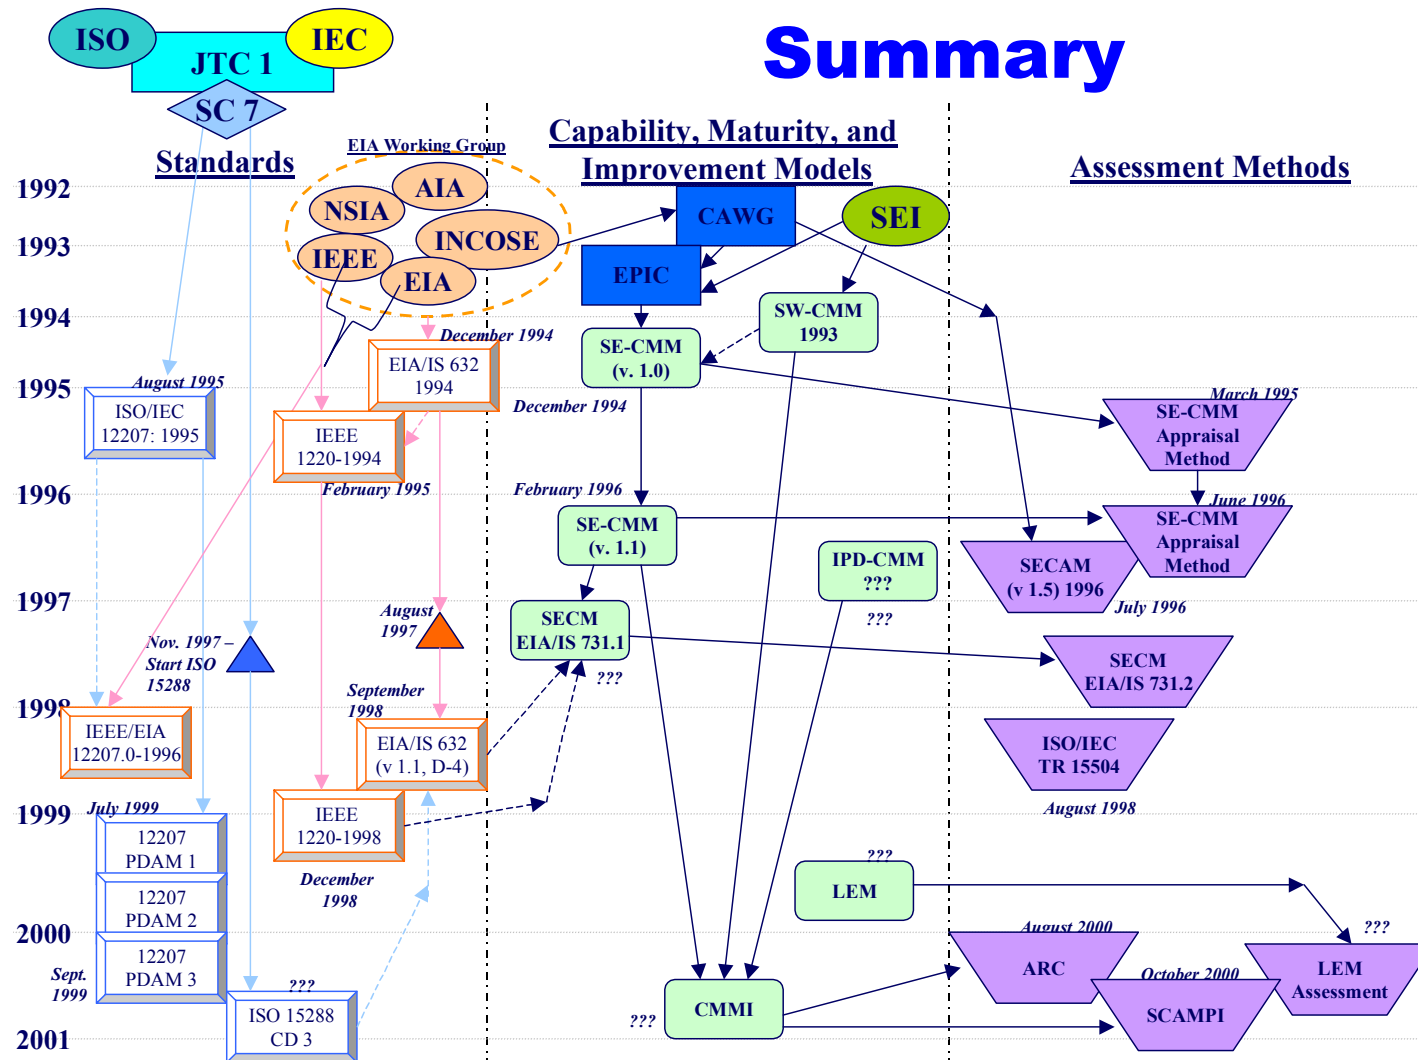 Summary
ISO
IEC
JTC 1
SC 7
Standards
EIA Working Group
Capability, Maturity, and
Improvement Models
Assessment Methods
1992
1993
1994
1995
1996
1997
1998
1999
2000
2001
AIA
NSIA
INCOSE
IEEE
EIA
CAWG
SEI
EPIC
SW-CMM
1993
SE-CMM
(v. 1.0)
December 1994
December 1994
EIA/IS 632
1994
August 1995
ISO/IEC
12207: 1995
IEEE
1220-1994
February 1995
March 1995
SE-CMM
Appraisal
Method
February 1996
SE-CMM
(v. 1.1)
June 1996
SE-CMM
Appraisal
Method
IPD-CMM
???
???
SECAM
(v 1.5) 1996
July 1996
SECM
EIA/IS 731.1
???
August
1997
Nov. 1997 –
Start ISO
15288
SECM
EIA/IS 731.2
September
1998
IEEE/EIA
12207.0-1996
EIA/IS 632
(v 1.1, D-4)
ISO/IEC
TR 15504
August 1998
July 1999
12207
PDAM 1
IEEE
1220-1998
December
1998
???
LEM
12207
PDAM 2
12207
PDAM 3
Sept.
1999
???
ISO 15288
CD 3
???
CMMI
August 2000
ARC
October 2000
SCAMPI
???
LEM
Assessment